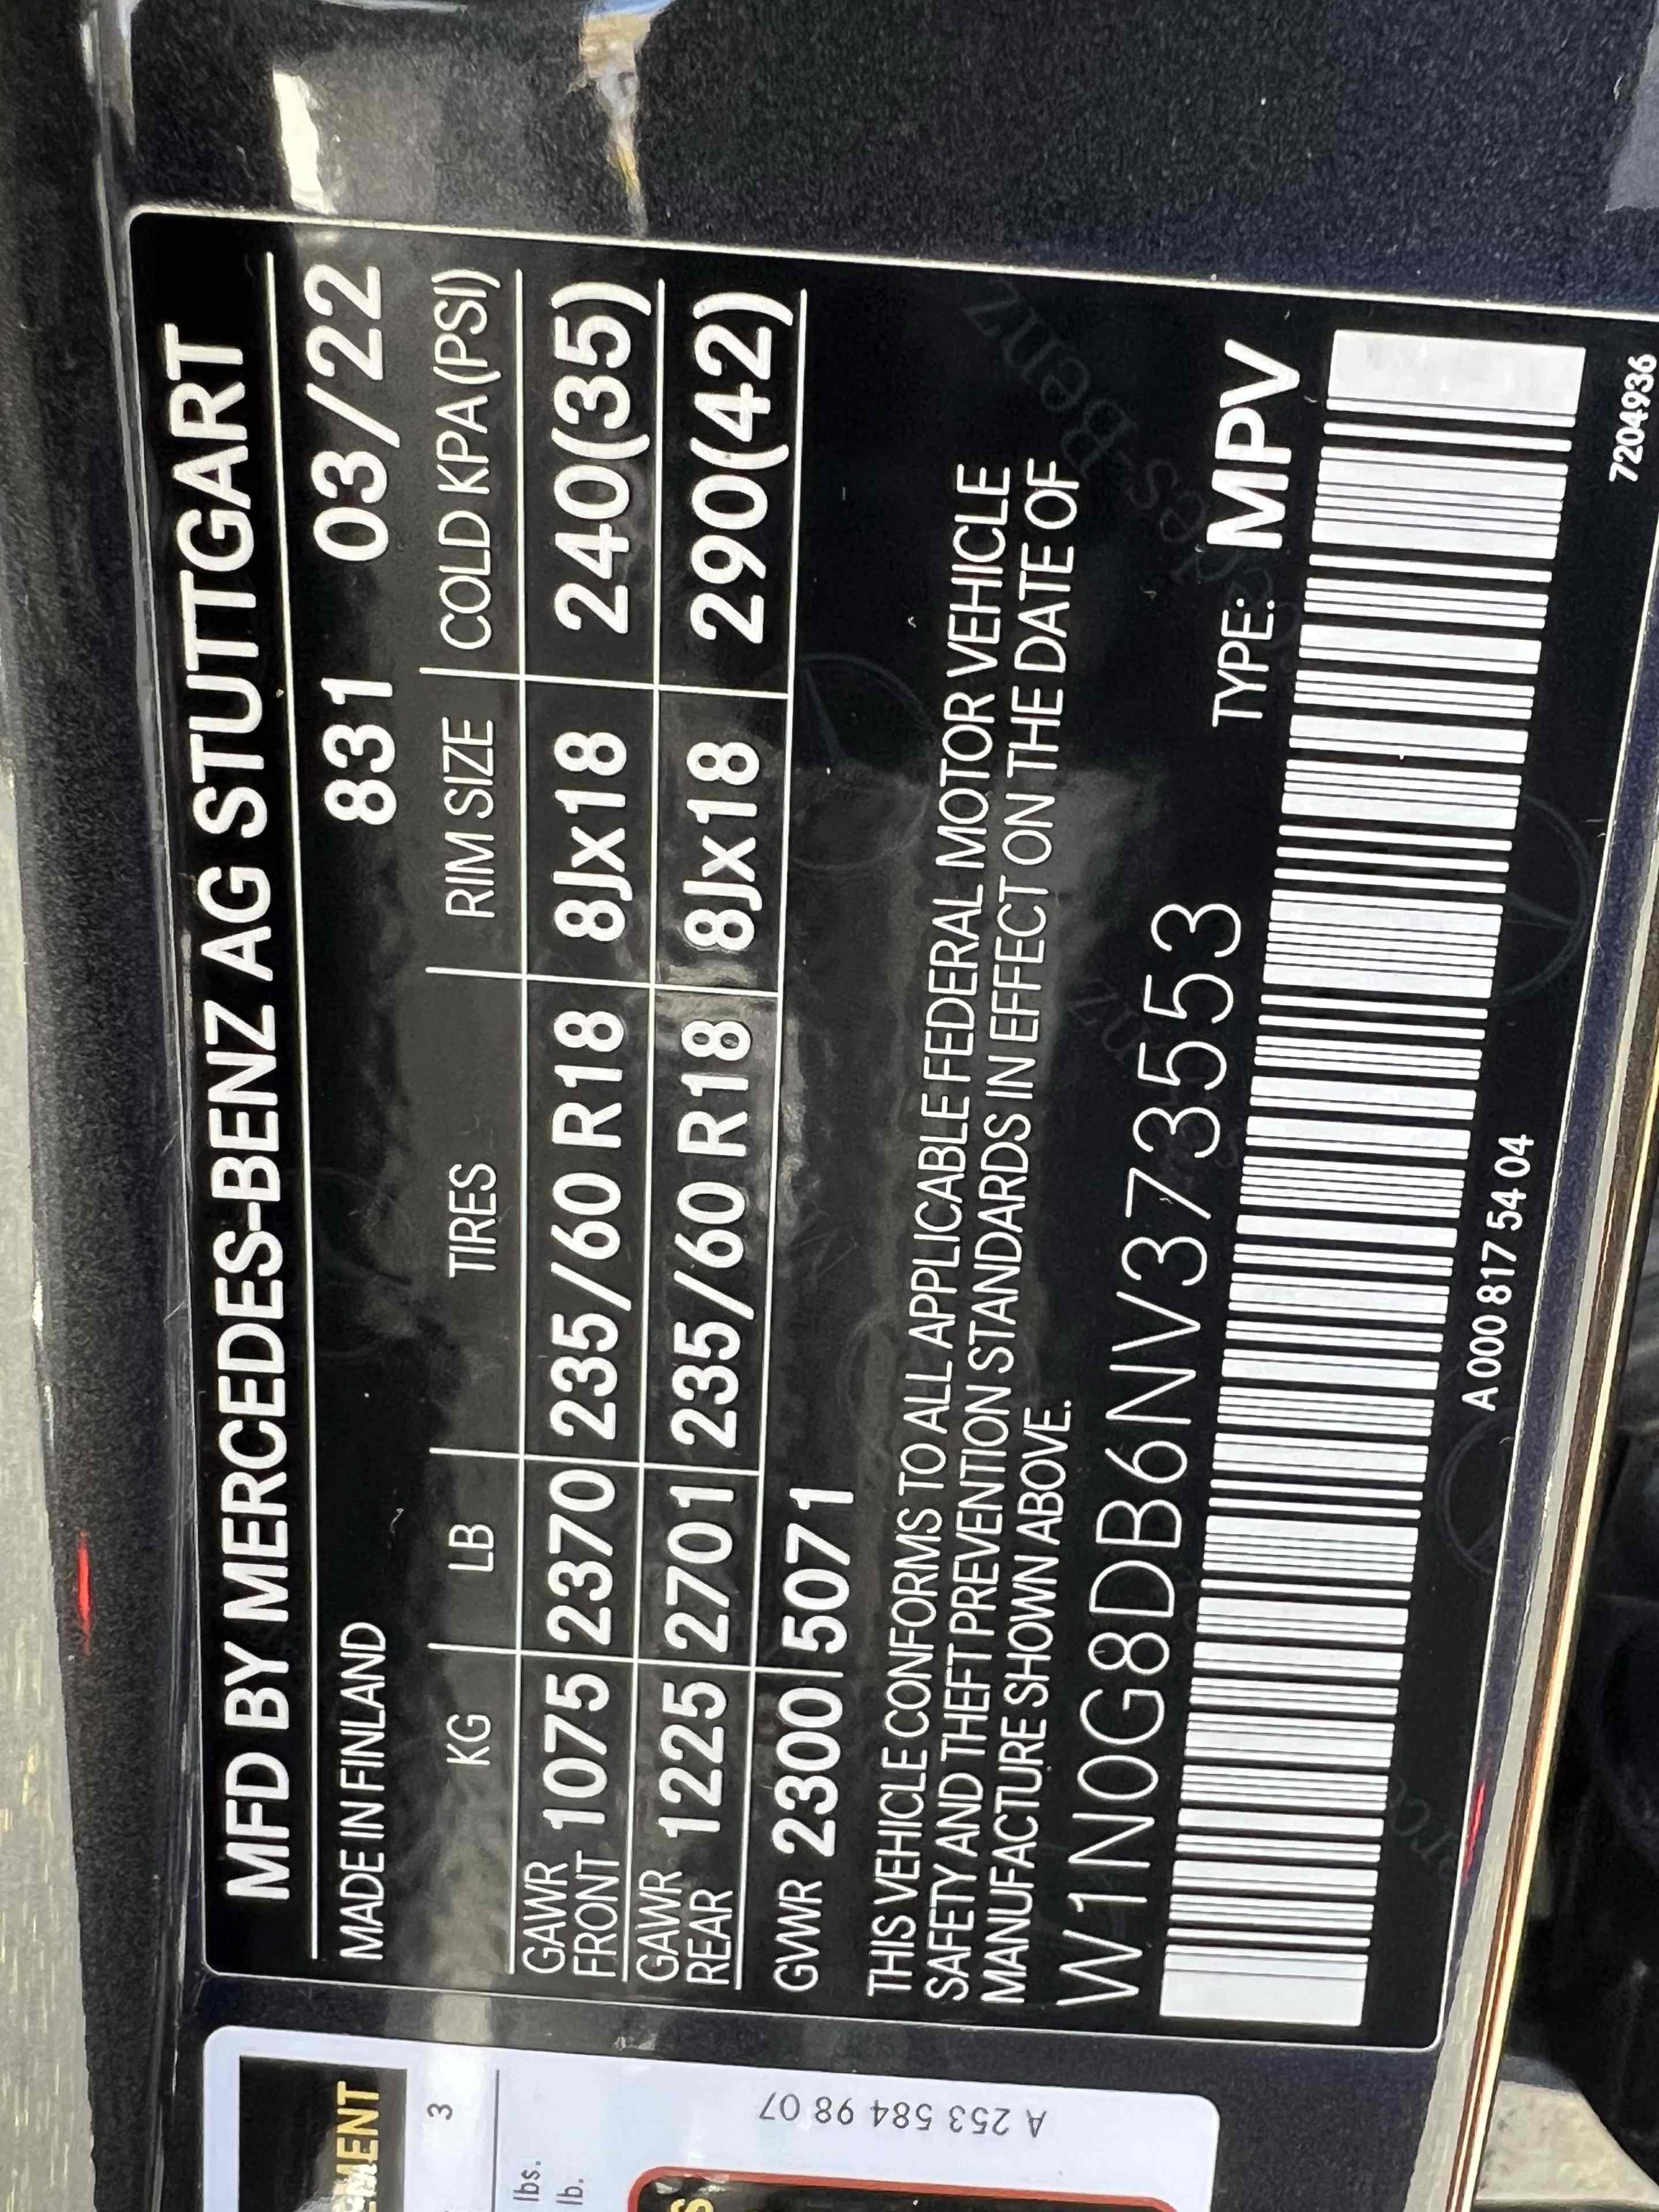 MFD BY MERCEDES-BENZ AG STUTTGART
MADE IN FINLAND 831 03/22
KG LB TIRES RIM SIZE COLD KPA (PSI)
GAWR FRONT 1075 2370 235/60 R18 8Jx18 240(35)
GAWR REAR 1225 2701 235/60 R18 8Jx18 290(42)
GVWR 2300 5071
THIS VEHICLE CONFORMS TO ALL APPLICABLE FEDERAL MOTOR VEHICLE
SAFETY AND THEFT PREVENTION STANDARDS IN EFFECT ON THE DATE OF
MANUFACTURE SHOWN ABOVE.
W1N0G8DB6NV373553 TYPE: MPV
A 000 817 54 04
7204936
3
lbs.
lb.
A 253 584 98 07